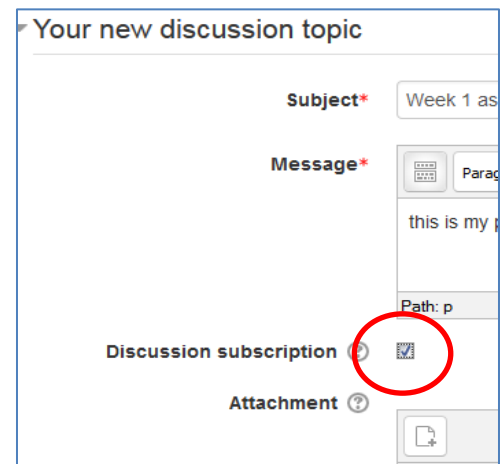 Your new discussion topic
Subject* Week 1 as
Message*
Parag
this is my
Path: p
Discussion subscription
Attachment